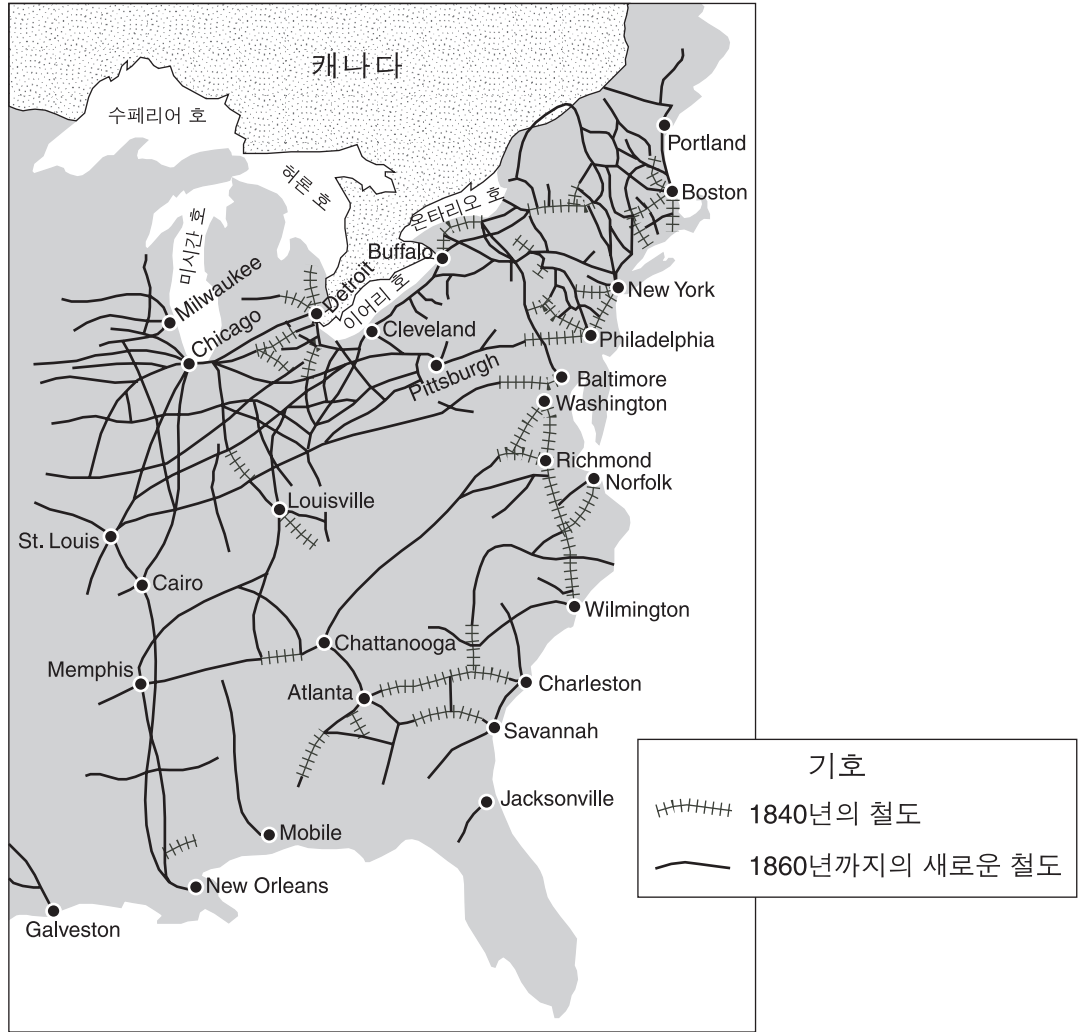 캐나다
수페리어 호
Portland
허론 호
Boston
온타리오 호
미시간 호
Buffalo
Detroit
이어리 호
Milwaukee
New York
Chicago
Cleveland
Philadelphia
Pittsburgh
Baltimore
Washington
Richmond
Norfolk
Louisville
St. Louis
Cairo
Wilmington
Chattanooga
Memphis
Atlanta
Charleston
Savannah
Jacksonville
Mobile
New Orleans
Galveston
기호
1840년의 철도
1860년까지의 새로운 철도